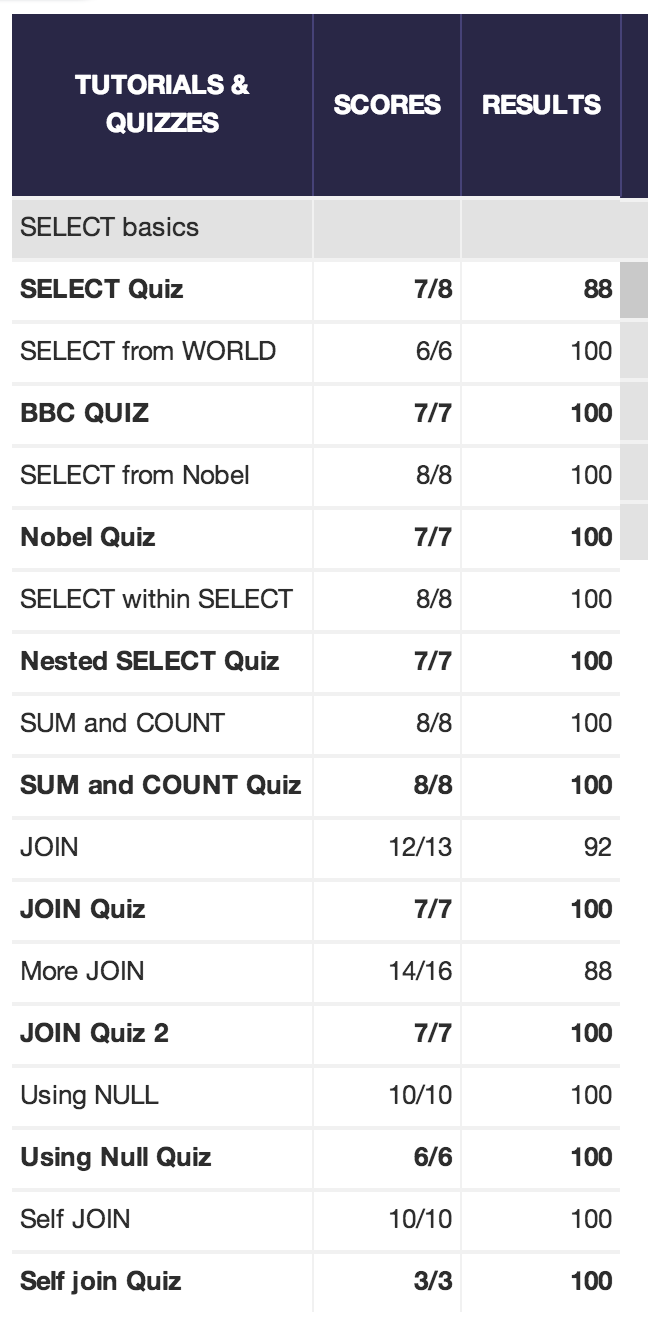 TUTORIALS &
QUIZZES SCORES RESULTS
SELECT basics
SELECT Quiz 7/8 88
SELECT from WORLD 6/6 100
BBC QUIZ 7/7 100
SELECT from Nobel 8/8 100
Nobel Quiz 7/7 100
SELECT within SELECT 8/8 100
Nested SELECT Quiz 7/7 100
SUM and COUNT 8/8 100
SUM and COUNT Quiz 8/8 100
JOIN 12/13 92
JOIN Quiz 7/7 100
More JOIN 14/16 88
JOIN Quiz 2 7/7 100
Using NULL 10/10 100
Using Null Quiz 6/6 100
Self JOIN 10/10 100
Self join Quiz 3/3 100